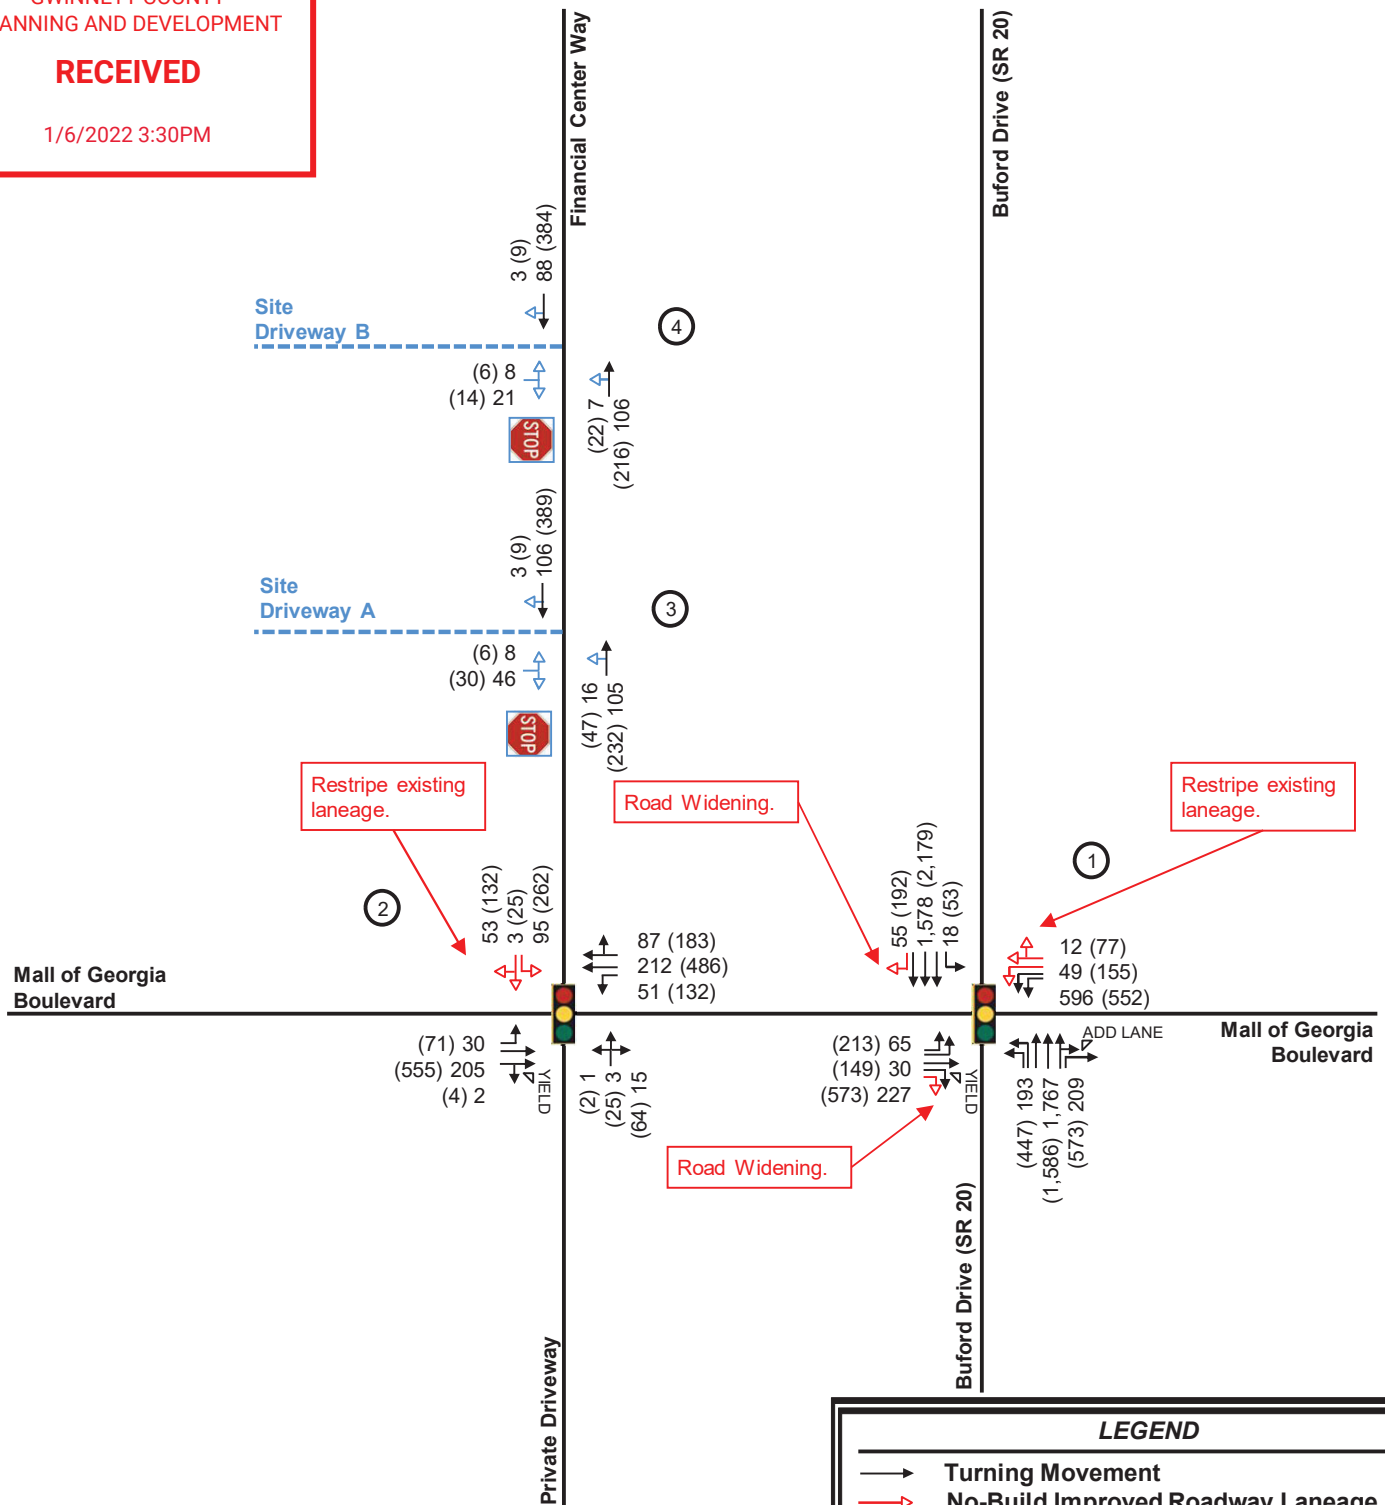 RECEIVED
1/6/2022 3:30PM
Financial Center Way
Buford Drive (SR 20)
3 (9)
88 (384)
Site
Driveway B
4
(6) 8
(14) 21
STOP
(22) 7
(216) 106
3 (9)
106 (389)
Site
Driveway A
3
(6) 8
(30) 46
STOP
(47) 16
(232) 105
Restripe existing
laneage.
Road Widening.
Restripe existing
laneage.
2
53 (132)
3 (25)
95 (262)
87 (183)
212 (486)
51 (132)
55 (192)
1,578 (2,179)
18 (53)
1
12 (77)
49 (155)
596 (552)
Mall of Georgia
Boulevard
(71) 30
(555) 205
(4) 2
YIELD
(2) 1
(25) 3
(64) 15
(213) 65
(149) 30
(573) 227
YIELD
ADD LANE
(447) 193
(1,586) 1,767
(573) 209
Mall of Georgia
Boulevard
Road Widening.
Private Driveway
Buford Drive (SR 20)
LEGEND
Turning Movement
No-Build Improved Roadway Laneage